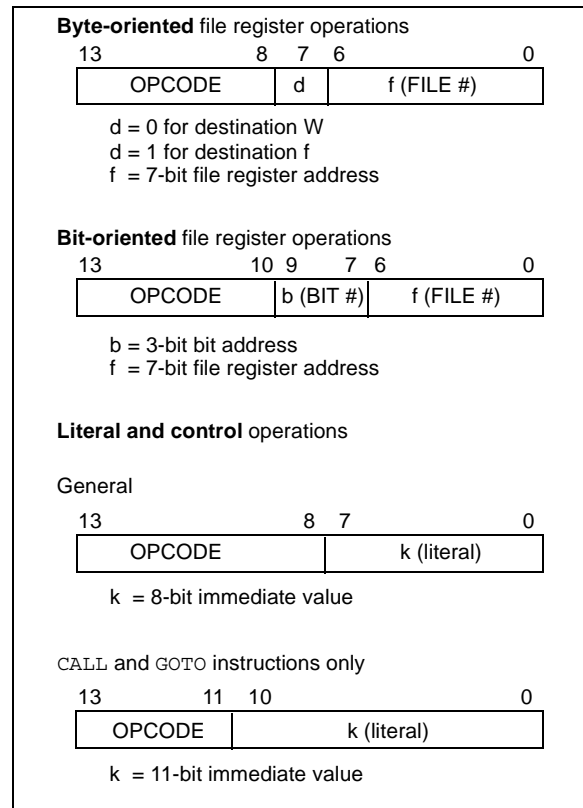 Byte-oriented file register operations
13 8 7 6 0
OPCODE d f (FILE #)
d = 0 for destination W
d = 1 for destination f
f = 7-bit file register address
Bit-oriented file register operations
13 10 9 7 6 0
OPCODE b (BIT #) f (FILE #)
b = 3-bit bit address
f = 7-bit file register address
Literal and control operations
General
13 8 7 0
OPCODE k (literal)
k = 8-bit immediate value
CALL and GOTO instructions only
13 11 10 0
OPCODE k (literal)
k = 11-bit immediate value